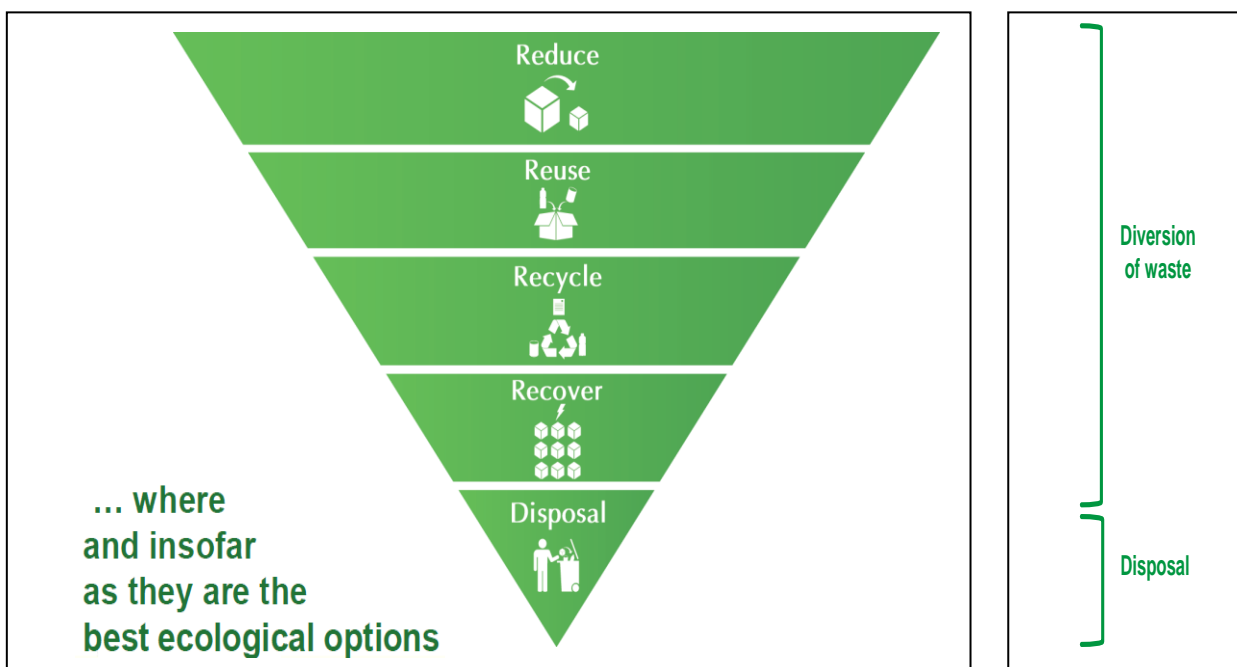 Reduce
Reuse
Recycle
Recover
Disposal
... where
and insofar
as they are the
best ecological options
Diversion
of waste
Disposal